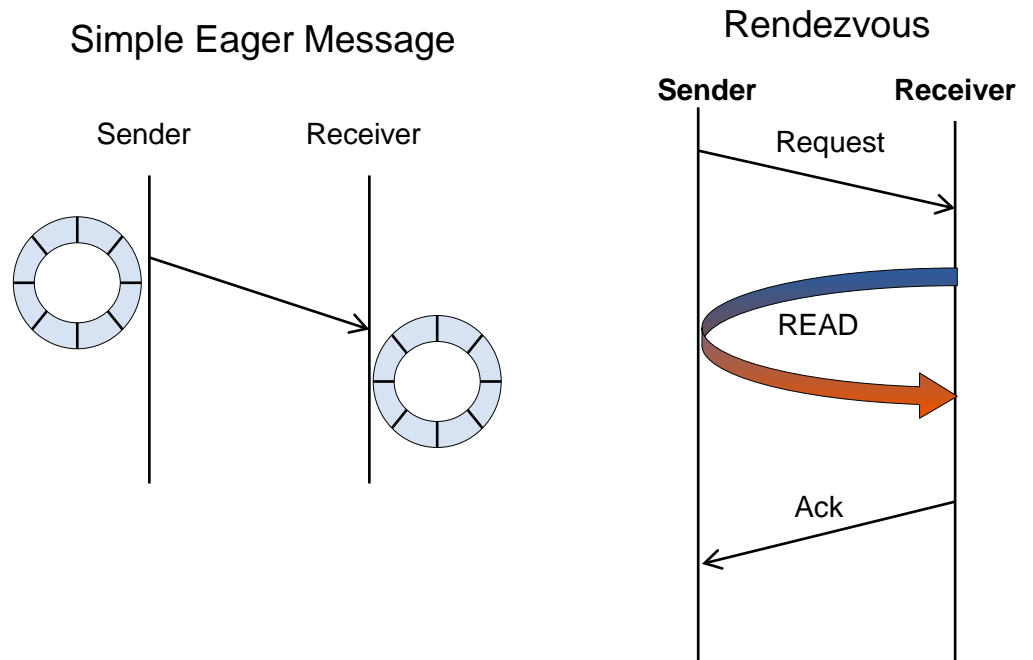 Simple Eager Message
Sender
Receiver
Rendezvous
Sender
Receiver
Request
READ
Ack